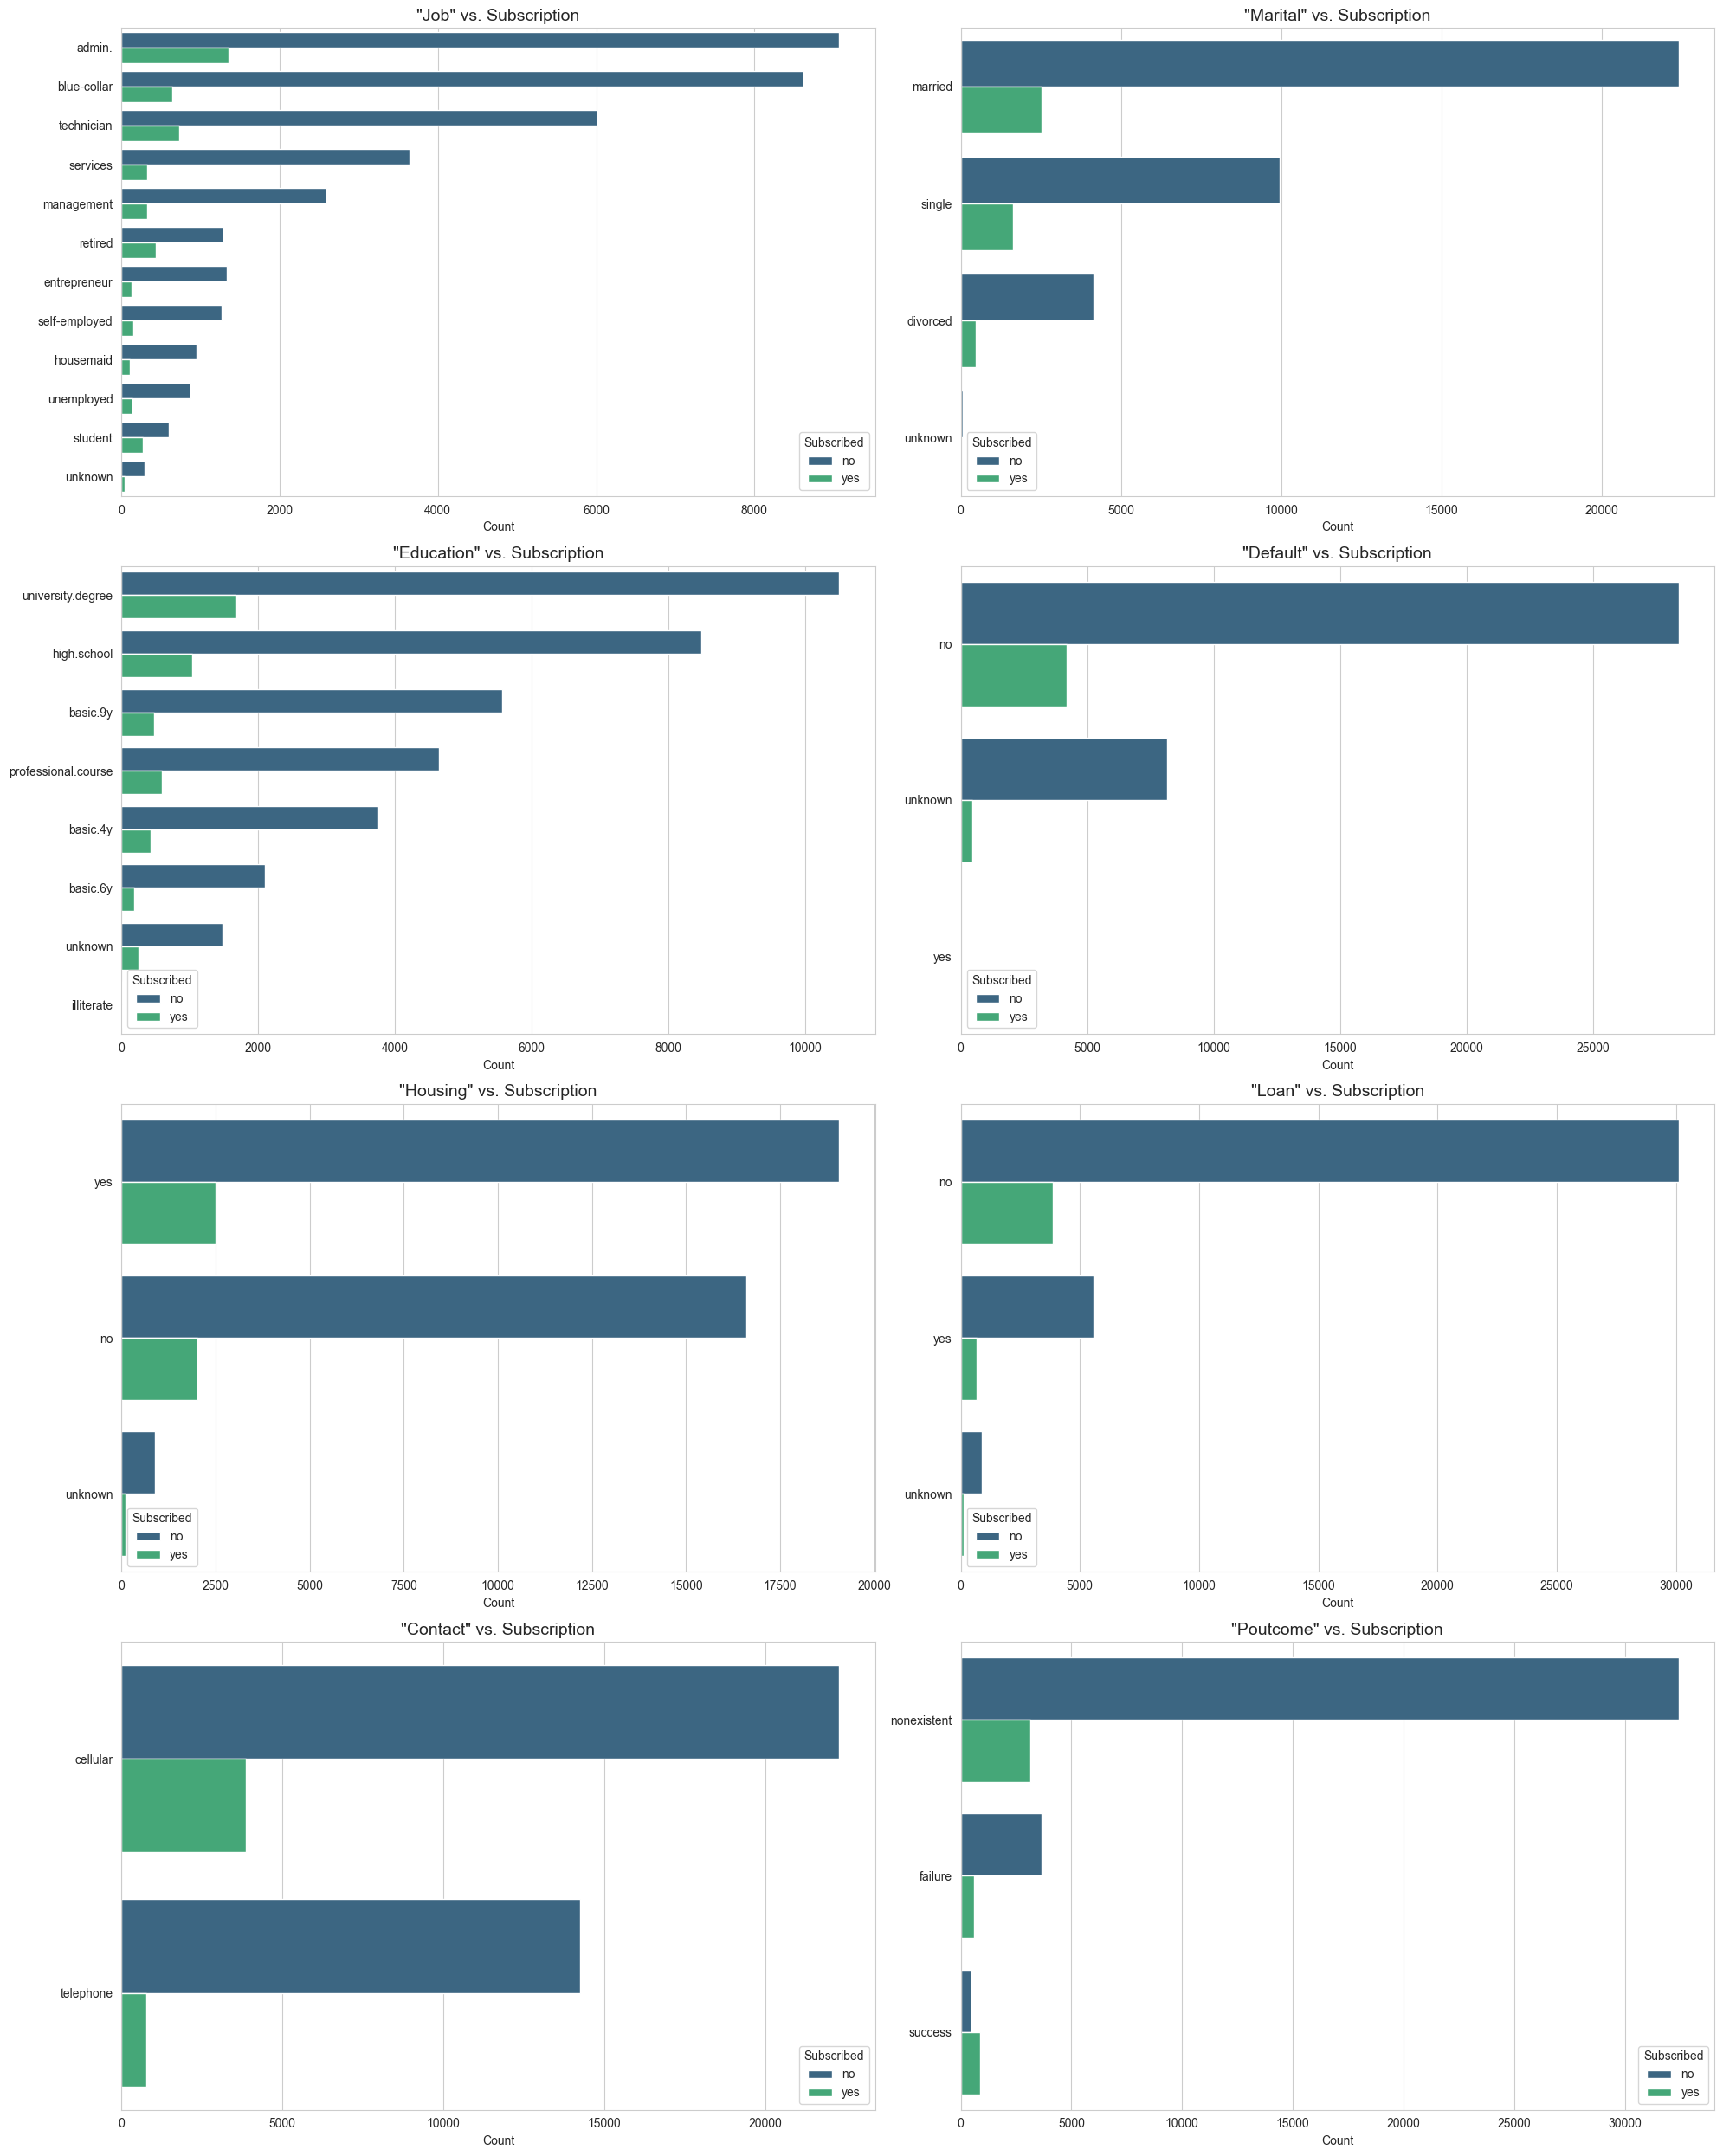 "Job" vs. Subscription
admin.
blue-collar
technician
services
management
retired
entrepreneur
self-employed
housemaid
unemployed
student
unknown
Subscribed
no
yes
0 2000 4000 6000 8000
Count
"Marital" vs. Subscription
married
single
divorced
unknown
Subscribed
no
yes
0 5000 10000 15000 20000
Count
"Education" vs. Subscription
university.degree
high.school
basic.9y
professional.course
basic.4y
basic.6y
unknown
illiterate
Subscribed
no
yes
0 2000 4000 6000 8000 10000
Count
"Default" vs. Subscription
no
unknown
yes
Subscribed
no
yes
0 5000 10000 15000 20000 25000
Count
"Housing" vs. Subscription
yes
no
unknown
Subscribed
no
yes
0 2500 5000 7500 10000 12500 15000 17500 20000
Count
"Loan" vs. Subscription
no
yes
unknown
Subscribed
no
yes
0 5000 10000 15000 20000 25000 30000
Count
"Contact" vs. Subscription
cellular
telephone
Subscribed
no
yes
0 5000 10000 15000 20000
Count
"Poutcome" vs. Subscription
nonexistent
failure
success
Subscribed
no
yes
0 5000 10000 15000 20000 25000 30000
Count